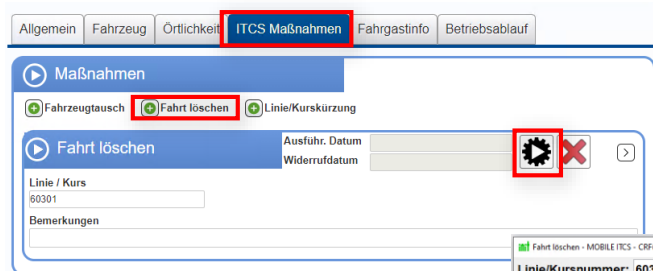 Allgemein Fahrzeug Örtlichkeit ITCS Maßnahmen Fahrgastinfo Betriebsablauf
Maßnahmen
Fahrzeugtausch Fahrt löschen Linie/Kurskürzung
Fahrt löschen
Ausführ. Datum
Widerrufdatum
Linie / Kurs
60301
Bemerkungen
Fahrt löschen - MOBILE ITCS -
Linie/Kursnummer: